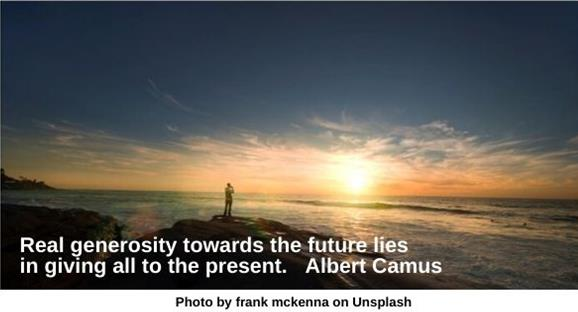 Real generosity towards the future lies
in giving all to the present.   Albert Camus
Photo by frank mckenna on Unsplash